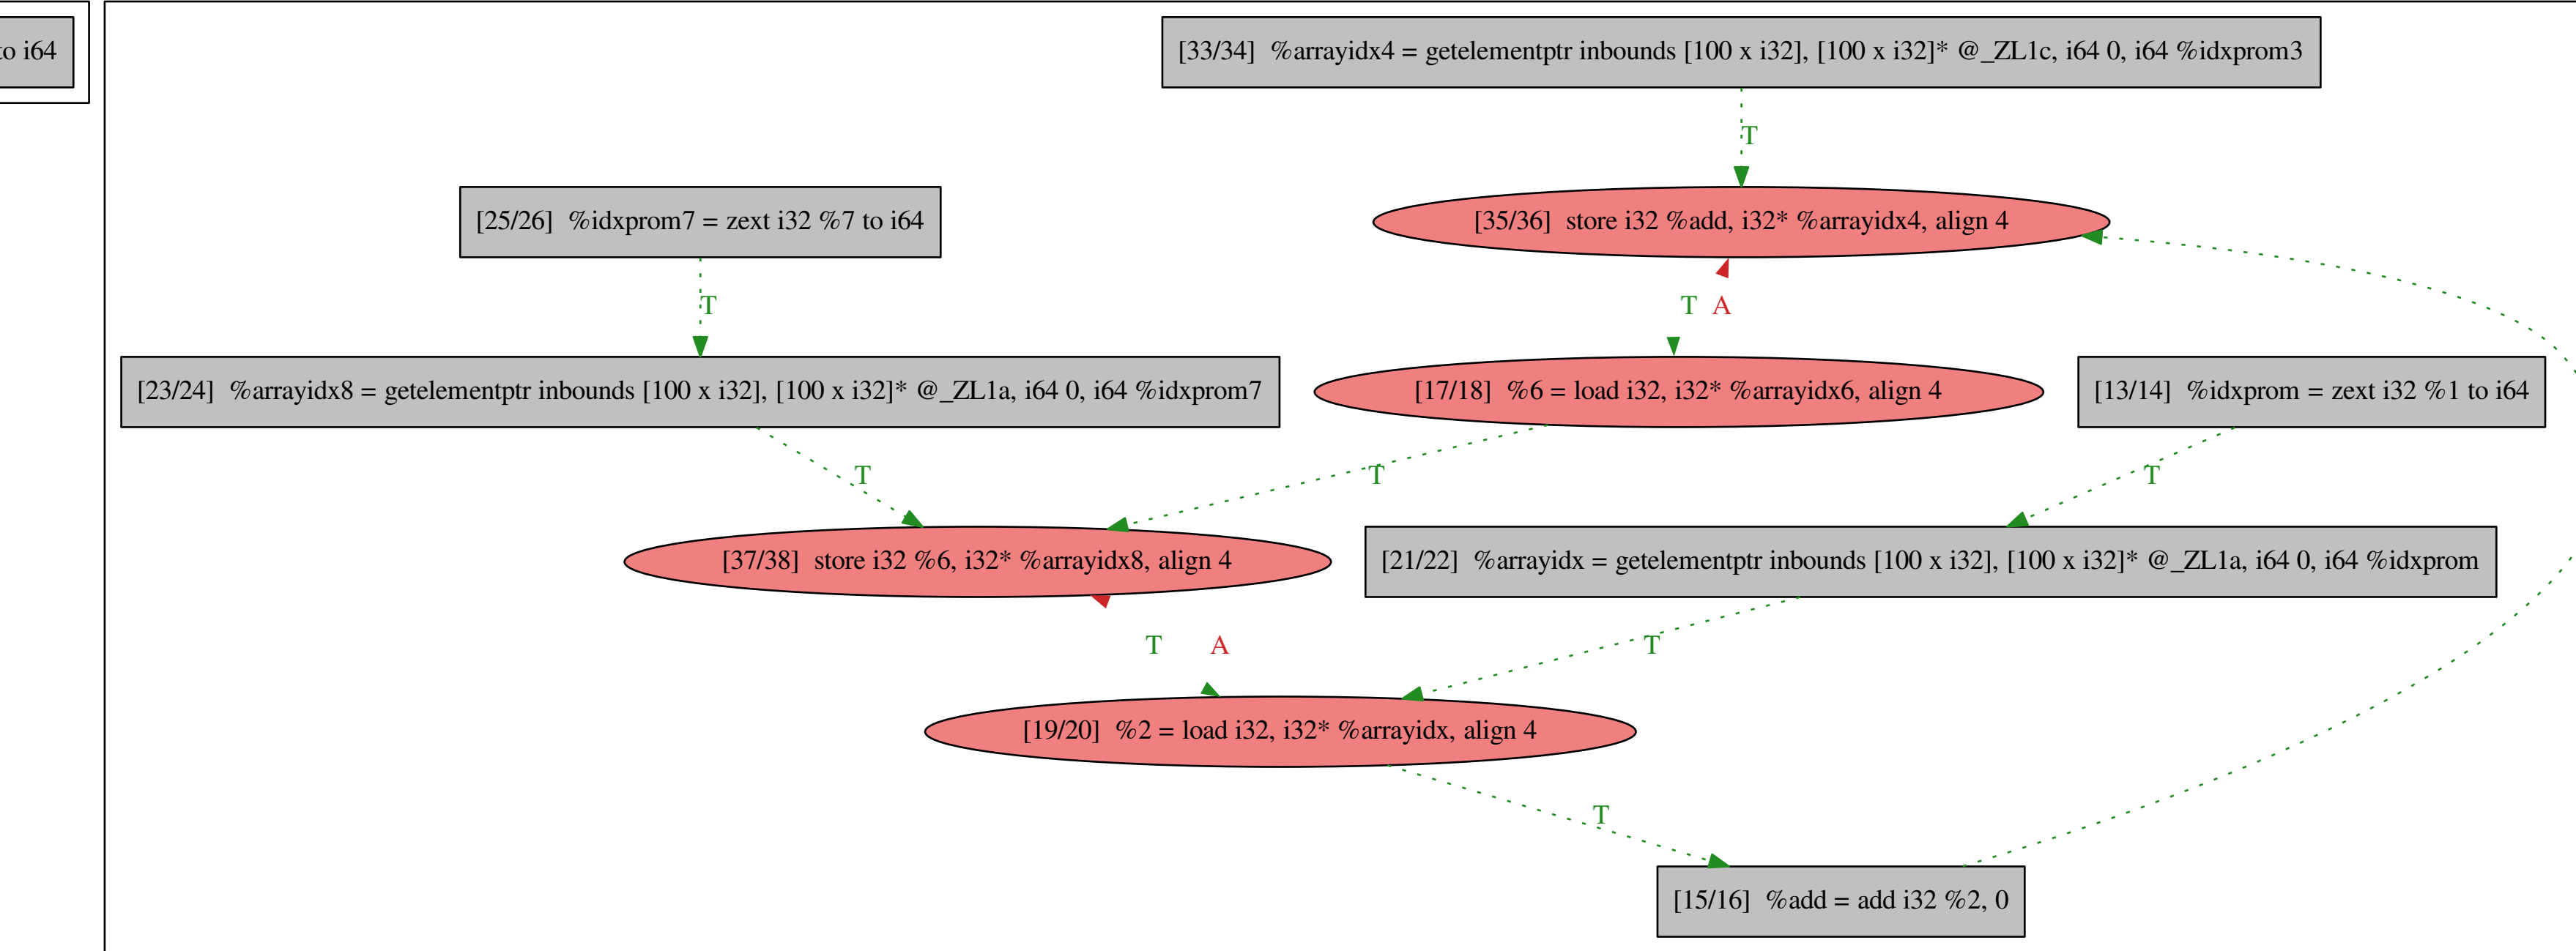 to i64
[33/34] %arrayidx4 = getelementptr inbounds [100 x i32], [100 x i32]* @_ZL1c, i64 0, i64 %idxprom3
T
[25/26] %idxprom7 = zext i32 %7 to i64
[35/36] store i32 %add, i32* %arrayidx4, align 4
T
T
A
[23/24] %arrayidx8 = getelementptr inbounds [100 x i32], [100 x i32]* @_ZL1a, i64 0, i64 %idxprom7
[17/18] %6 = load i32, i32* %arrayidx6, align 4
[13/14] %idxprom = zext i32 %1 to i64
T
T
T
[37/38] store i32 %6, i32* %arrayidx8, align 4
[21/22] %arrayidx = getelementptr inbounds [100 x i32], [100 x i32]* @_ZL1a, i64 0, i64 %idxprom
T
A
T
[19/20] %2 = load i32, i32* %arrayidx, align 4
T
[15/16] %add = add i32 %2, 0